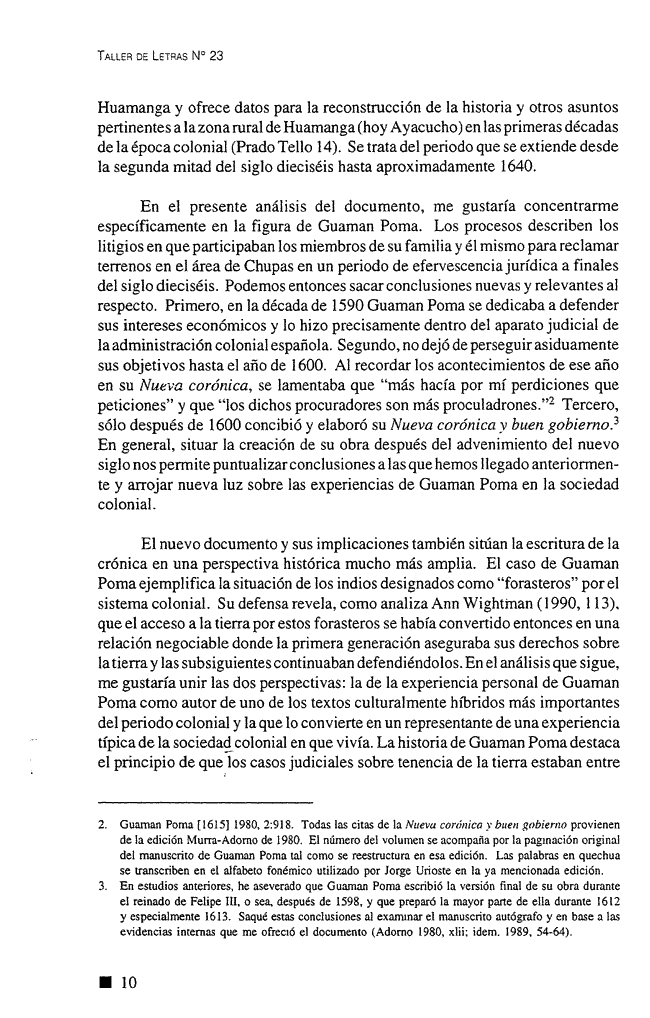 TALLER DE LETRAS Nº 23
Huamanga y ofrece datos para la reconstrucción de la historia y otros asuntos
pertinentes a la zona rural de Huamanga (hoy Ayacucho) en las primeras décadas
de la época colonial (Prado Tello 14). Se trata del periodo que se extiende desde
la segunda mitad del siglo dieciséis hasta aproximadamente 1640.
En el presente análisis del documento, me gustaría concentrarme
específicamente en la figura de Guaman Poma. Los procesos describen los
litigios en que participaban los miembros de su familia y él mismo para reclamar
terrenos en el área de Chupas en un periodo de efervescencia jurídica a finales
del siglo dieciséis. Podemos entonces sacar conclusiones nuevas y relevantes al
respecto. Primero, en la década de 1590 Guaman Poma se dedicaba a defender
sus intereses económicos y lo hizo precisamente dentro del aparato judicial de
la administración colonial española. Segundo, no dejó de perseguir asiduamente
sus objetivos hasta el año de 1600. Al recordar los acontecimientos de ese año
en su Nueva corónica, se lamentaba que “más hacía por mí perdiciones que
peticiones” y que “los dichos procuradores son más proculadrones.”2 Tercero,
sólo después de 1600 concibió y elaboró su Nueva corónica y buen gobierno.3
En general, situar la creación de su obra después del advenimiento del nuevo
siglo nos permite puntualizar conclusiones a las que hemos llegado anteriormen-
te y arrojar nueva luz sobre las experiencias de Guaman Poma en la sociedad
colonial.
El nuevo documento y sus implicaciones también sitúan la escritura de la
crónica en una perspectiva histórica mucho más amplia. El caso de Guaman
Poma ejemplifica la situación de los indios designados como “forasteros” por el
sistema colonial. Su defensa revela, como analiza Ann Wightman (1990, 113),
que el acceso a la tierra por estos forasteros se había convertido entonces en una
relación negociable donde la primera generación aseguraba sus derechos sobre
la tierra y las subsiguientes continuaban defendiéndolos. En el análisis que sigue,
me gustaría unir las dos perspectivas: la de la experiencia personal de Guaman
Poma como autor de uno de los textos culturalmente híbridos más importantes
del periodo colonial y la que lo convierte en un representante de una experiencia
típica de la sociedad colonial en que vivía. La historia de Guaman Poma destaca
el principio de que los casos judiciales sobre tenencia de la tierra estaban entre
2. Guaman Poma [1615] 1980, 2:918. Todas las citas de la Nueva corónica y buen gobierno provienen
de la edición Murra-Adorno de 1980. El número del volumen se acompaña por la paginación original
del manuscrito de Guaman Poma tal como se reestructura en esa edición. Las palabras en quechua
se transcriben en el alfabeto fonémico utilizado por Jorge Urioste en la ya mencionada edición.
3. En estudios anteriores, he aseverado que Guaman Poma escribió la versión final de su obra durante
el reinado de Felipe III, o sea, después de 1598, y que preparó la mayor parte de ella durante 1612
y especialmente 1613. Saqué estas conclusiones al examinar el manuscrito autógrafo y en base a las
evidencias internas que me ofreció el documento (Adorno 1980, xlii; idem. 1989, 54-64).
■ 10